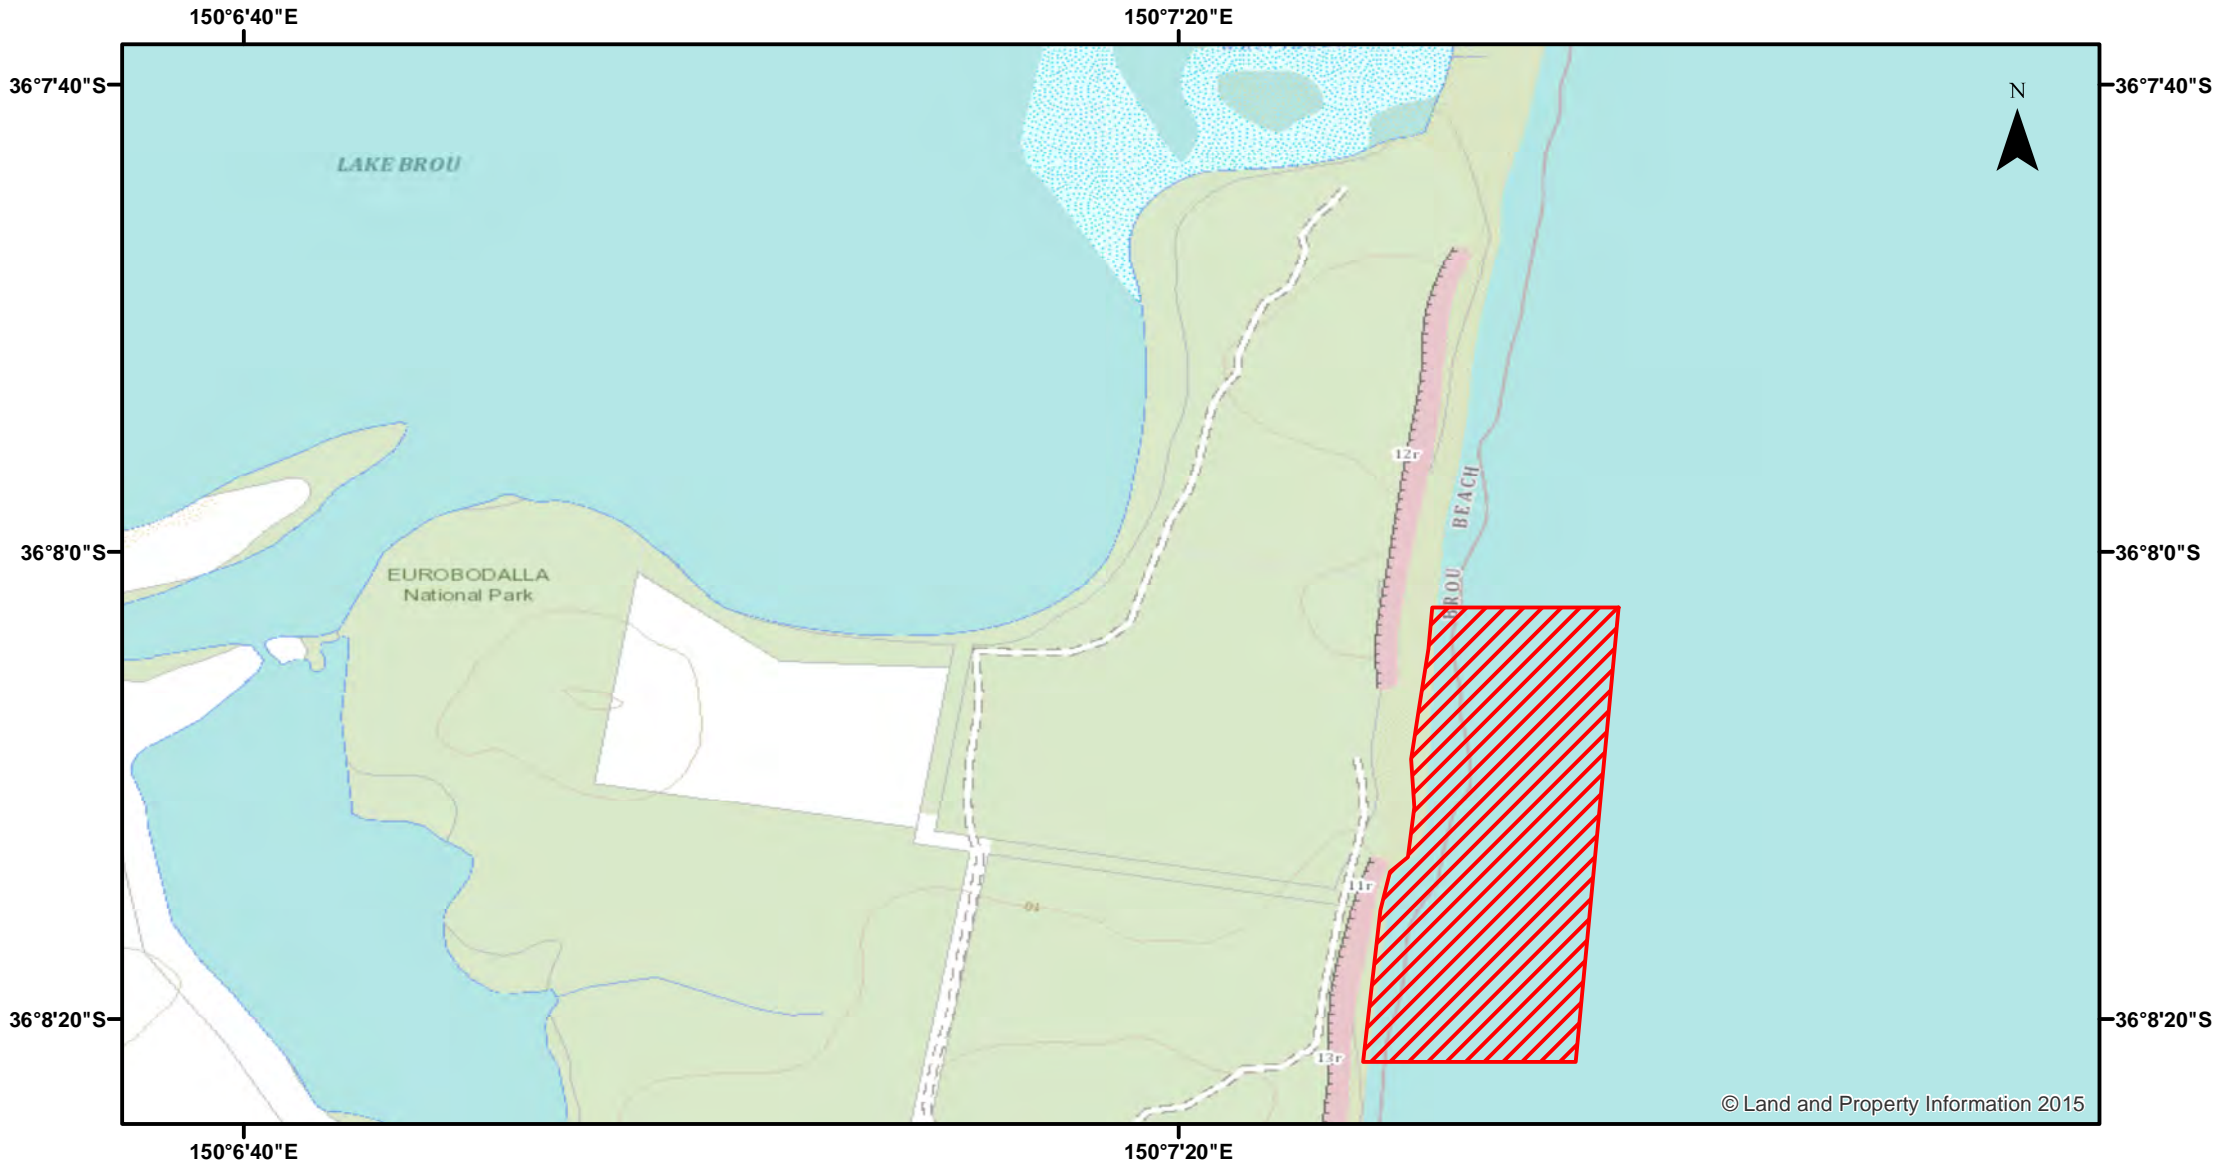 150°6'40"E
150°7'20"E
36°7'40"S
36°7'40"S
N
LAKE BROU
12r
BROU BEACH
36°8'0"S
36°8'0"S
EUROBODALLA
National Park
11r
10
36°8'20"S
36°8'20"S
13r
© Land and Property Information 2015
150°6'40"E
150°7'20"E